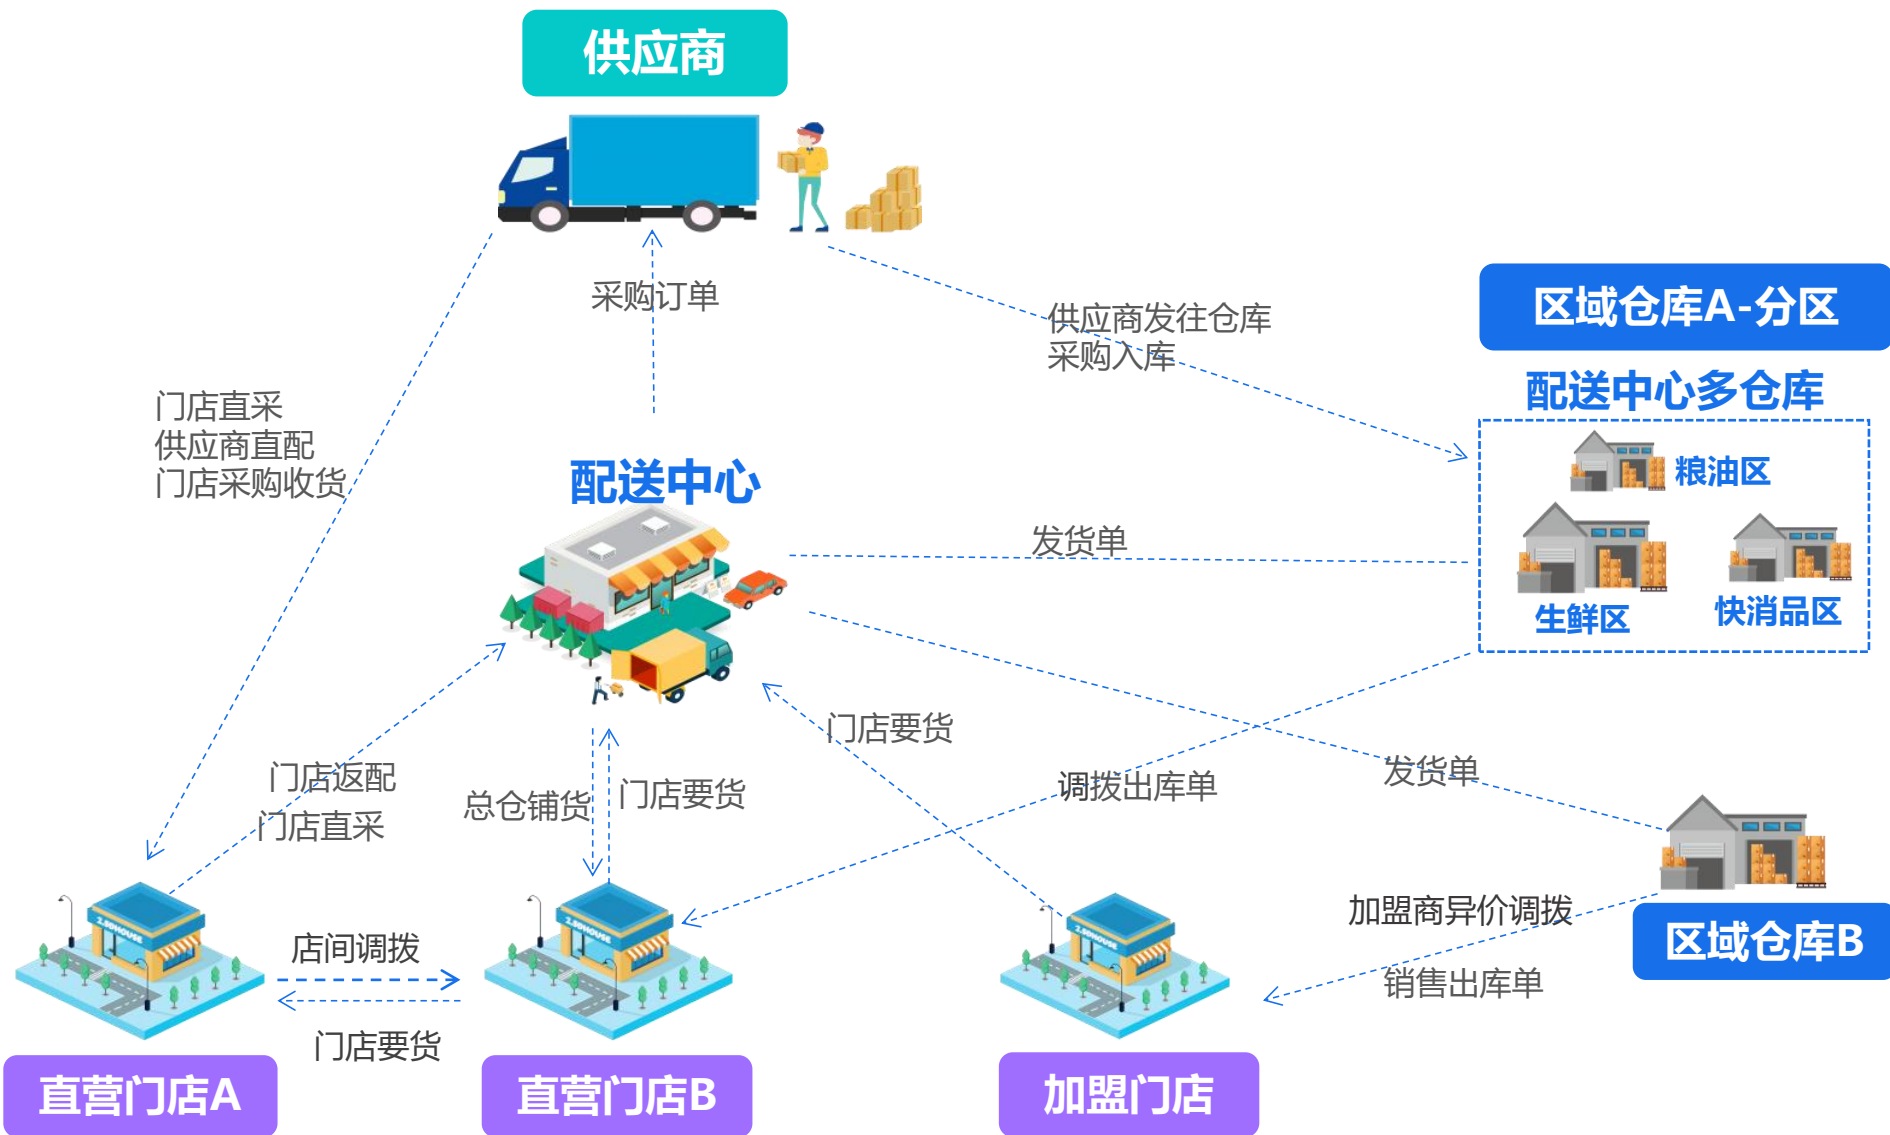 供应商
采购订单
供应商发往仓库
采购入库
区域仓库A-分区
配送中心多仓库
粮油区
生鲜区
快消品区
门店直采
供应商直配
门店采购收货
配送中心
发货单
门店返配
门店直采
总仓铺货
门店要货
门店要货
调拨出库单
发货单
加盟商异价调拨
销售出库单
区域仓库B
店间调拨
门店要货
2.5DHOUSE
2.5DHOUSE
2.5DHOUSE
直营门店A
直营门店B
加盟门店